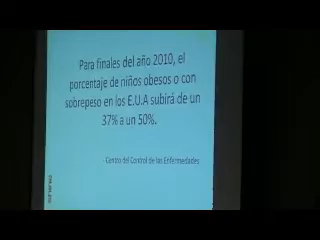 Para finales del año 2010, el
porcentaje de niños obesos o con
sobrepeso en los E.U.A subirá de un
37% a un 50%.
- Centro del Control de las Enfermedades